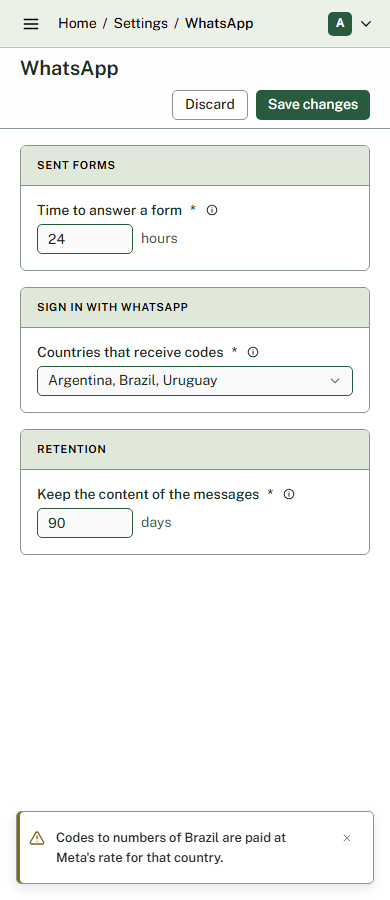 Home / Settings / WhatsApp
A
WhatsApp
Discard
Save changes
SENT FORMS
Time to answer a form *
24 hours
SIGN IN WITH WHATSAPP
Countries that receive codes *
Argentina, Brazil, Uruguay
RETENTION
Keep the content of the messages *
90 days
Codes to numbers of Brazil are paid at
Meta's rate for that country.